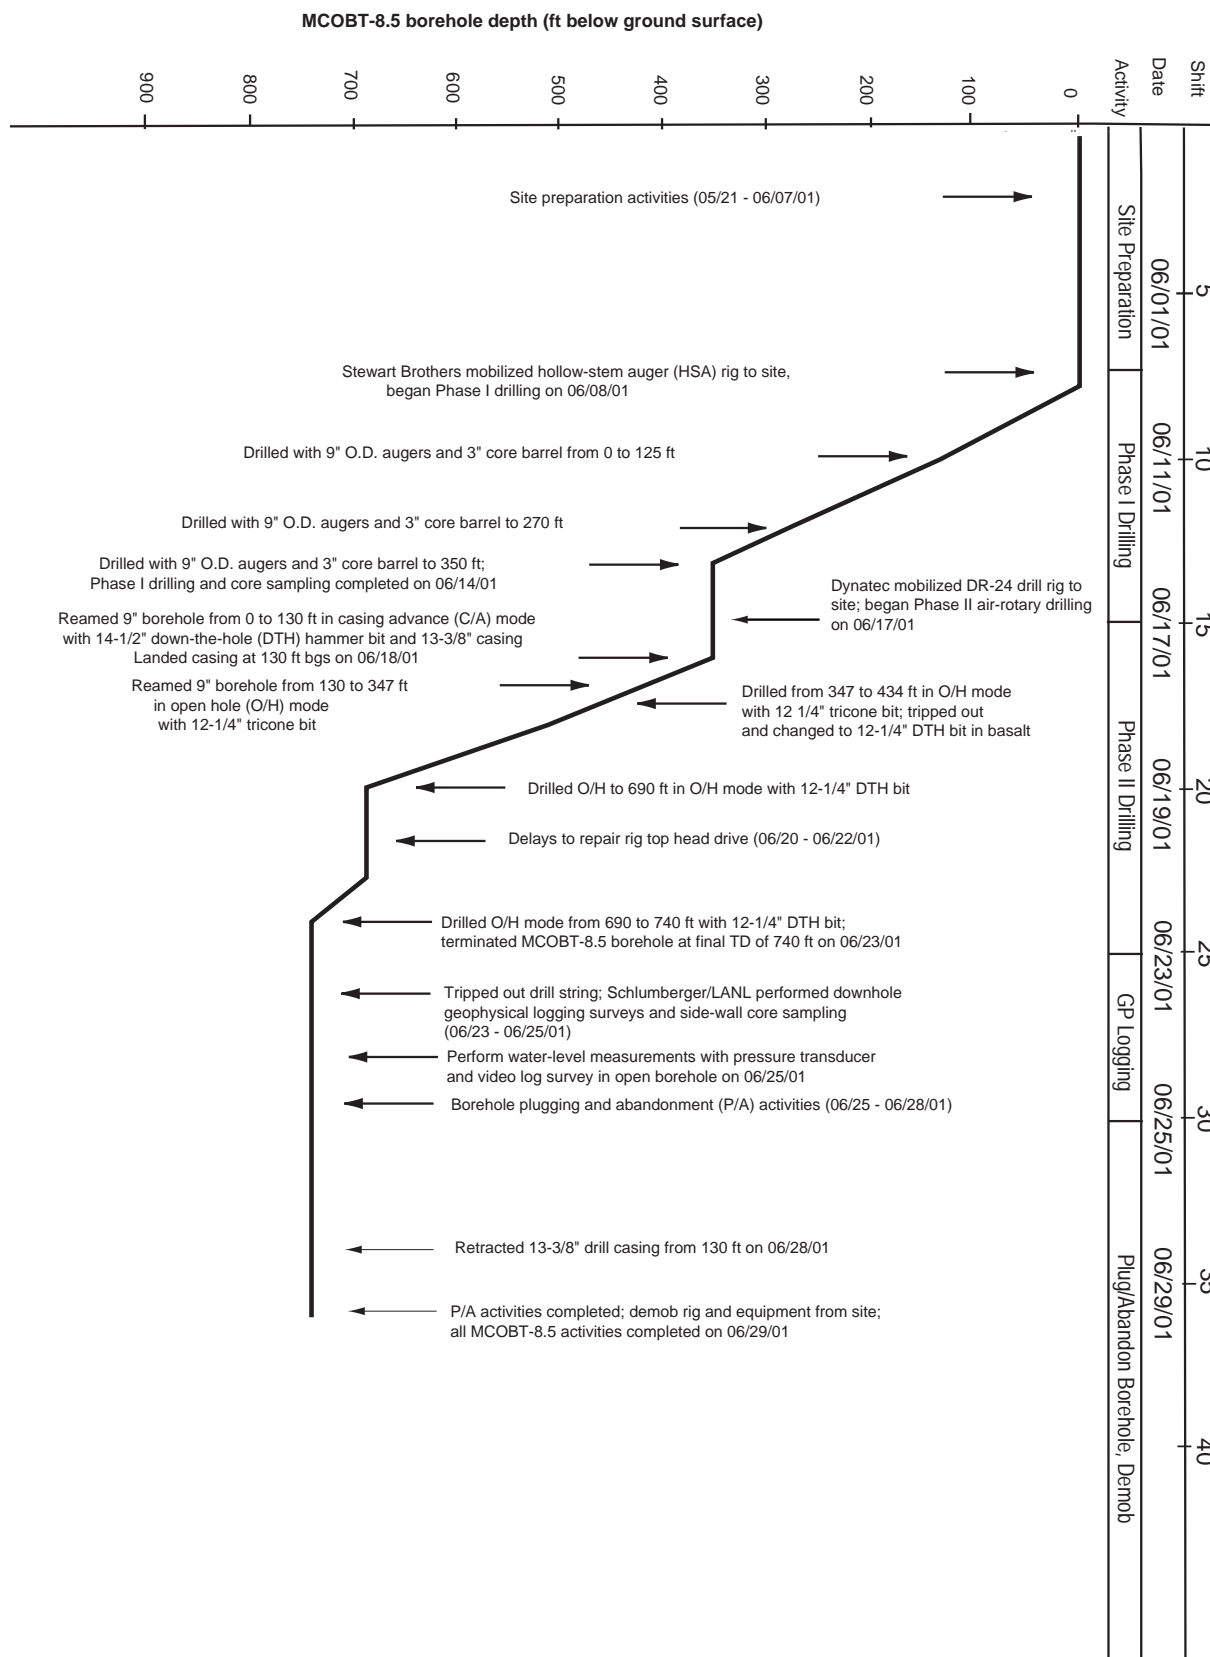 MCOBT-8.5 borehole depth (ft below ground surface)
900
800
700
600
500
400
300
200
100
0
Activity
Date
Shift
Site preparation activities (05/21 - 06/07/01)
Stewart Brothers mobilized hollow-stem auger (HSA) rig to site,
began Phase I drilling on 06/08/01
Drilled with 9" O.D. augers and 3" core barrel from 0 to 125 ft
Drilled with 9" O.D. augers and 3" core barrel to 270 ft
Drilled with 9" O.D. augers and 3" core barrel to 350 ft;
Phase I drilling and core sampling completed on 06/14/01
Dynatec mobilized DR-24 drill rig to
site; began Phase II air-rotary drilling
on 06/17/01
Reamed 9" borehole from 0 to 130 ft in casing advance (C/A) mode
with 14-1/2" down-the-hole (DTH) hammer bit and 13-3/8" casing
Landed casing at 130 ft bgs on 06/18/01
Reamed 9" borehole from 130 to 347 ft
in open hole (O/H) mode
with 12-1/4" tricone bit
Drilled from 347 to 434 ft in O/H mode
with 12 1/4" tricone bit; tripped out
and changed to 12-1/4" DTH bit in basalt
Drilled O/H to 690 ft in O/H mode with 12-1/4" DTH bit
Delays to repair rig top head drive (06/20 - 06/22/01)
Drilled O/H mode from 690 to 740 ft with 12-1/4" DTH bit;
terminated MCOBT-8.5 borehole at final TD of 740 ft on 06/23/01
Tripped out drill string; Schlumberger/LANL performed downhole
geophysical logging surveys and side-wall core sampling
(06/23 - 06/25/01)
Perform water-level measurements with pressure transducer
and video log survey in open borehole on 06/25/01
Borehole plugging and abandonment (P/A) activities (06/25 - 06/28/01)
Retracted 13-3/8" drill casing from 130 ft on 06/28/01
P/A activities completed; demob rig and equipment from site;
all MCOBT-8.5 activities completed on 06/29/01
Site Preparation
Phase I Drilling
Phase II Drilling
GP Logging
Plug/Abandon Borehole, Demob
06/01/01
06/11/01
06/17/01
06/19/01
06/23/01
06/25/01
06/29/01
5
10
15
20
25
30
35
40